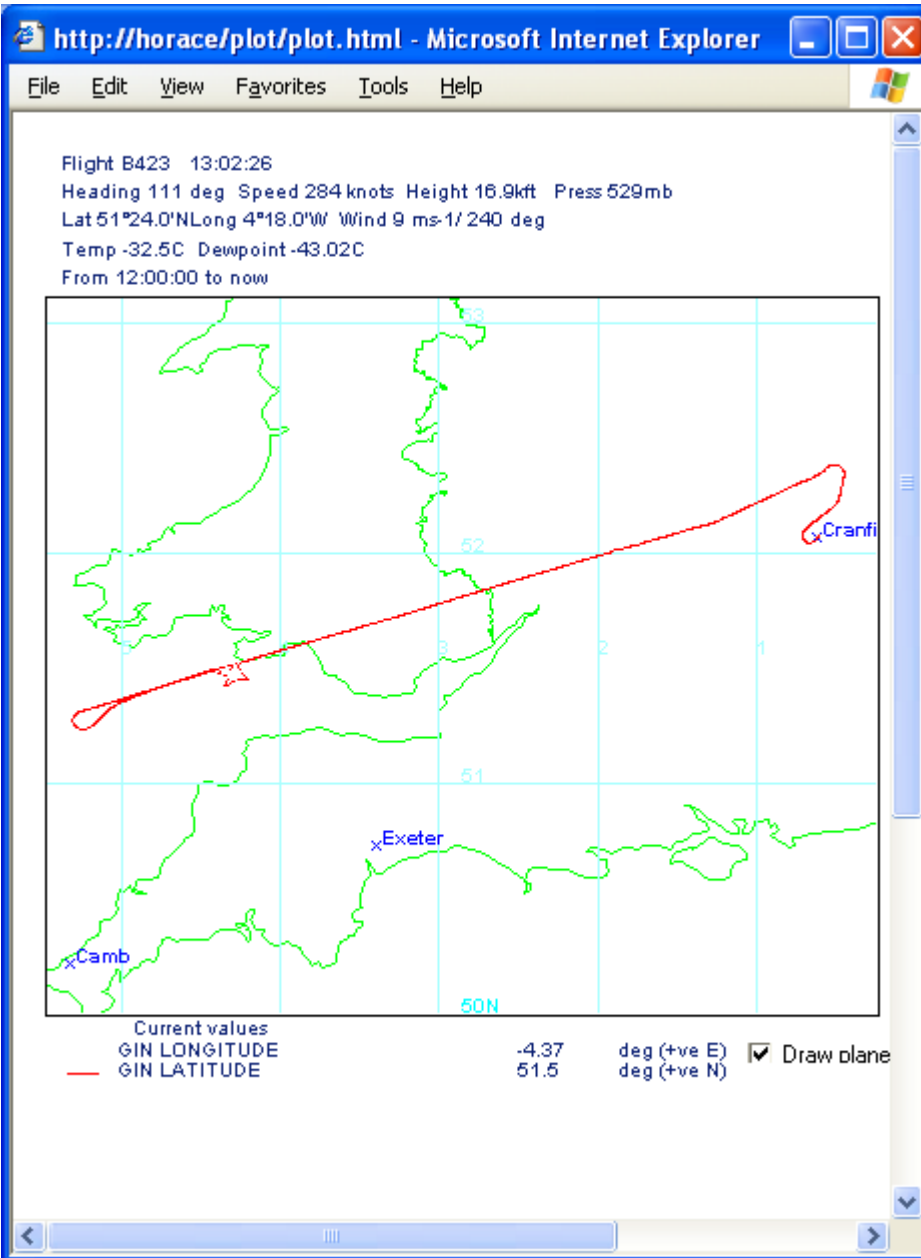 http://horace/plot/plot.html - Microsoft Internet Explorer
File Edit View Favorites Tools Help
Flight B423 13:02:26
Heading 111 deg Speed 284 knots Height 16.9kft Press 529mb
Lat 51°24.0'NLong 4°18.0'W Wind 9 ms-1/ 240 deg
Temp -32.5C Dewpoint -43.02C
From 12:00:00 to now
53
Cranfi
52
5 3 2 1
51
Exeter
Camb
50N
Current values
GIN LONGITUDE -4.37 deg (+ve E) Draw plane
GIN LATITUDE 51.5 deg (+ve N)